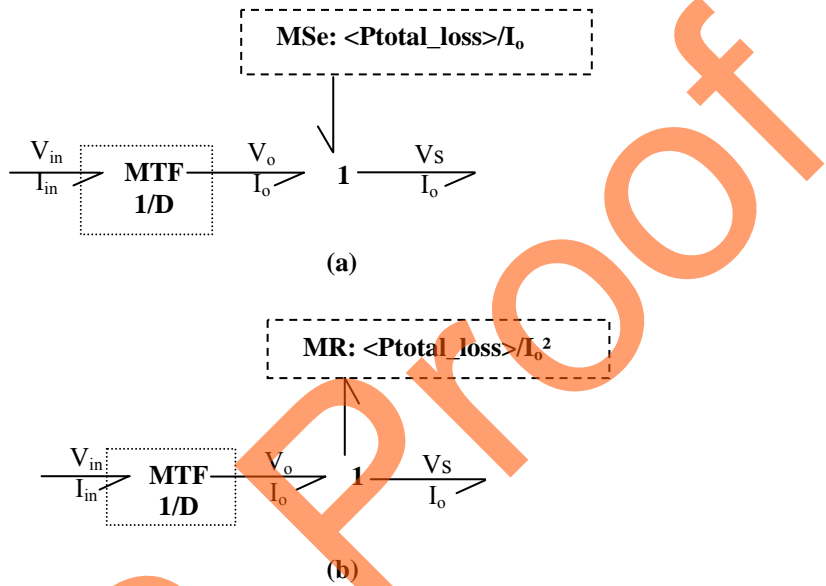 MSe: <Ptotal_loss>/Iₒ
Vᵢₙ Vₒ VS
Iᵢₙ MTF Iₒ 1 Iₒ
1/D
(a)
MR: <Ptotal_loss>/Iₒ²
Vᵢₙ Vₒ VS
Iᵢₙ MTF Iₒ 1 Iₒ
1/D
(b)
Proof